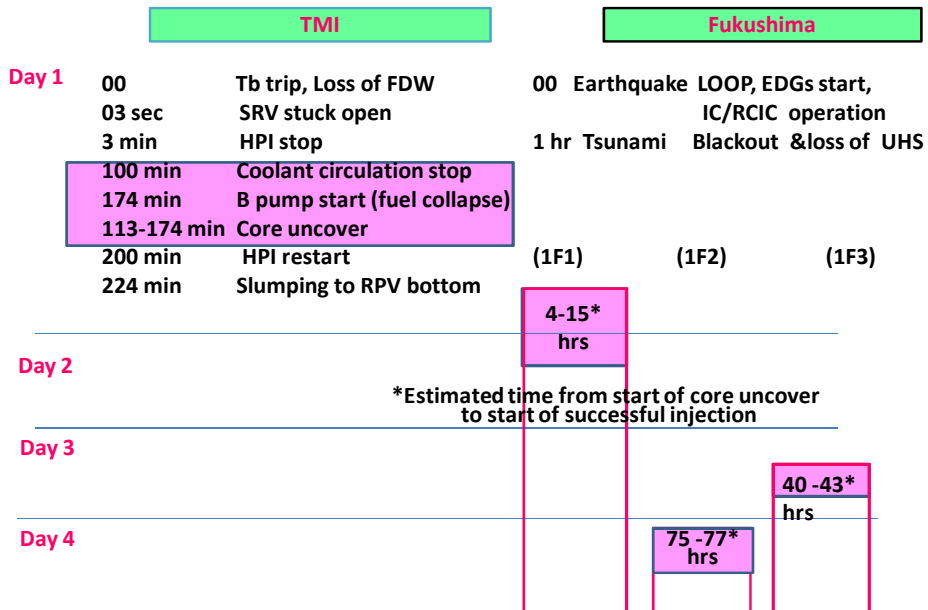 TMI
Fukushima
Day 1
00 Tb trip, Loss of FDW
03 sec SRV stuck open
3 min HPI stop
100 min Coolant circulation stop
174 min B pump start (fuel collapse)
113-174 min Core uncover
200 min HPI restart
224 min Slumping to RPV bottom
00 Earthquake LOOP, EDGs start,
IC/RCIC operation
1 hr Tsunami Blackout &loss of UHS
(1F1) (1F2) (1F3)
4-15*
hrs
Day 2
*Estimated time from start of core uncover
to start of successful injection
Day 3
40 -43*
hrs
Day 4
75 -77*
hrs